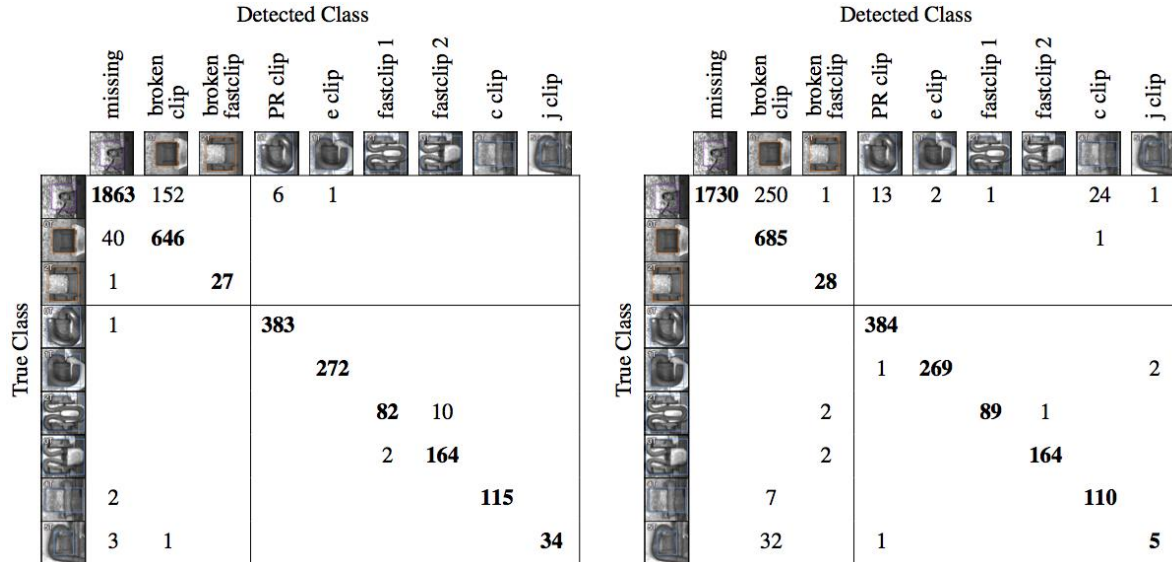 Detected Class
missing
broken clip
broken fastclip
PR clip
e clip
fastclip 1
fastclip 2
c clip
j clip
True Class
1863 152 6 1
40 646
1 27
1 383
272
82 10
2 164
2 115
3 1 34
Detected Class
missing
broken clip
broken fastclip
PR clip
e clip
fastclip 1
fastclip 2
c clip
j clip
True Class
1730 250 1 13 2 1 24 1
685 1
28
384
1 269 2
2 89 1
2 164
7 110
32 1 5